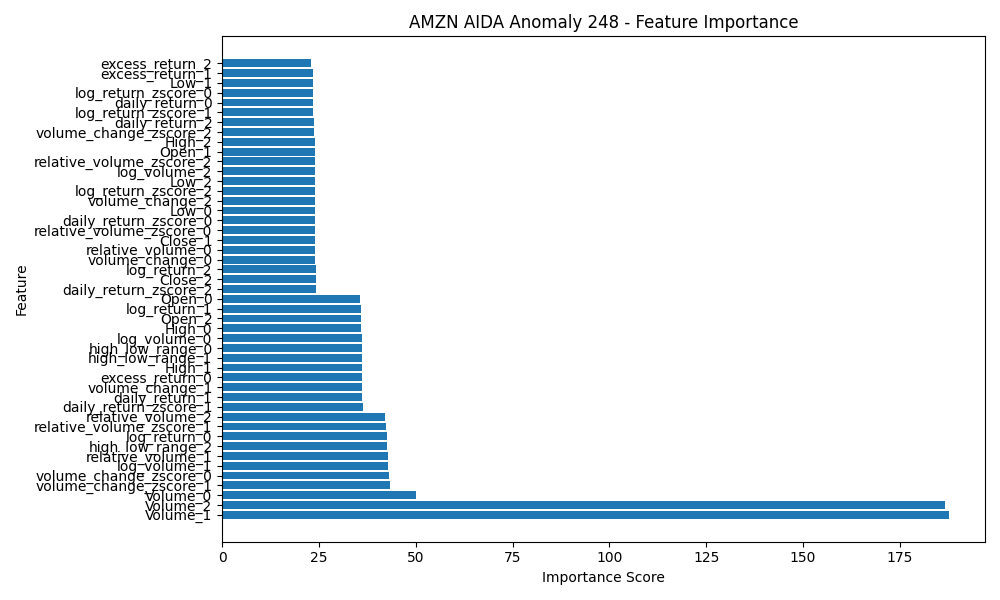 AMZN AIDA Anomaly 248 - Feature Importance
excess_return_2
excess_return_1
Low_1
log_return_zscore_0
daily_return_0
log_return_zscore_1
daily_return_2
volume_change_zscore_2
High_2
Open_1
relative_volume_zscore_2
log_volume_2
Low_2
log_return_zscore_2
volume_change_2
Low_0
daily_return_zscore_0
relative_volume_zscore_0
Close_1
relative_volume_0
volume_change_0
log_return_2
Close_2
daily_return_zscore_2
Open_0
log_return_1
Open_2
High_0
log_volume_0
high_low_range_0
high_low_range_1
High_1
excess_return_0
volume_change_1
daily_return_1
daily_return_zscore_1
relative_volume_2
relative_volume_zscore_1
log_return_0
high_low_range_2
relative_volume_1
log_volume_1
volume_change_zscore_0
volume_change_zscore_1
Volume_0
Volume_2
Volume_1
Feature
0 25 50 75 100 125 150 175
Importance Score